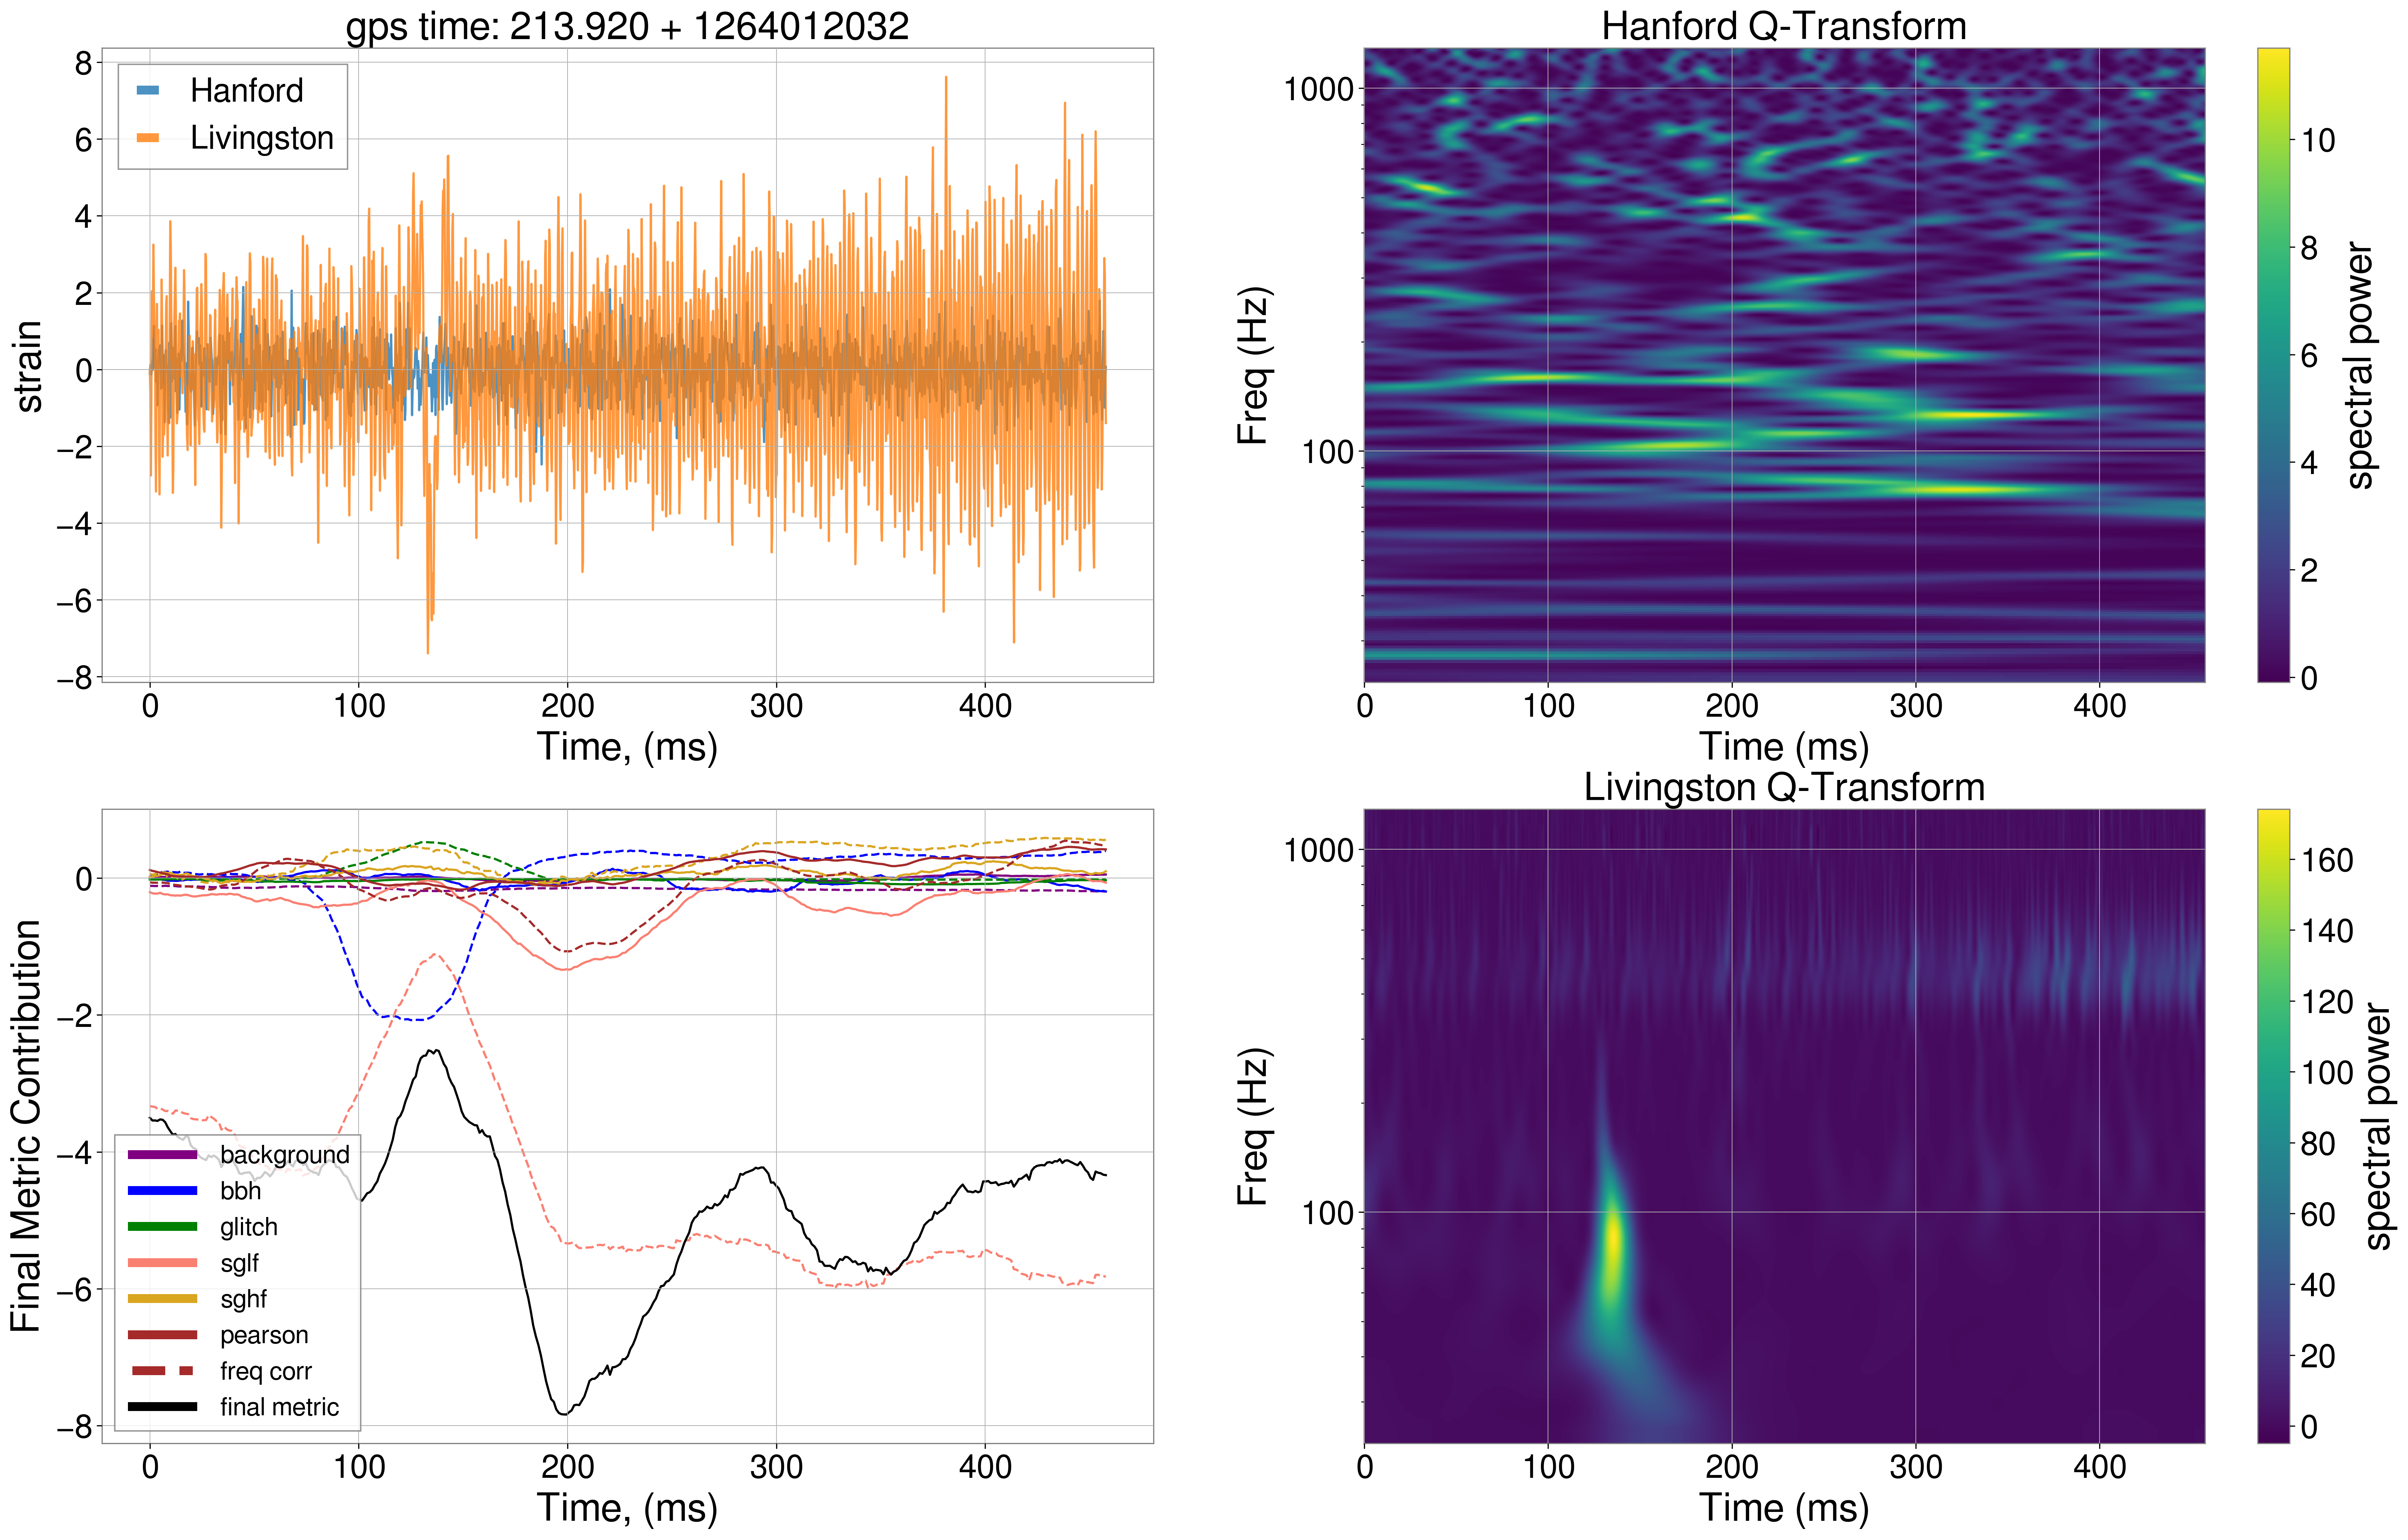 gps time: 213.920 + 1264012032
8
6
4
2
0
−2
−4
−6
−8
strain
Hanford
Livingston
0
100
200
300
400
Time, (ms)
Hanford Q-Transform
1000
100
Freq (Hz)
0
100
200
300
400
Time (ms)
10
8
6
4
2
0
spectral power
0
−2
−4
−6
−8
Final Metric Contribution
background
bbh
glitch
sglf
sghf
pearson
freq corr
final metric
0
100
200
300
400
Time, (ms)
Livingston Q-Transform
1000
100
Freq (Hz)
0
100
200
300
400
Time (ms)
160
140
120
100
80
60
40
20
0
spectral power